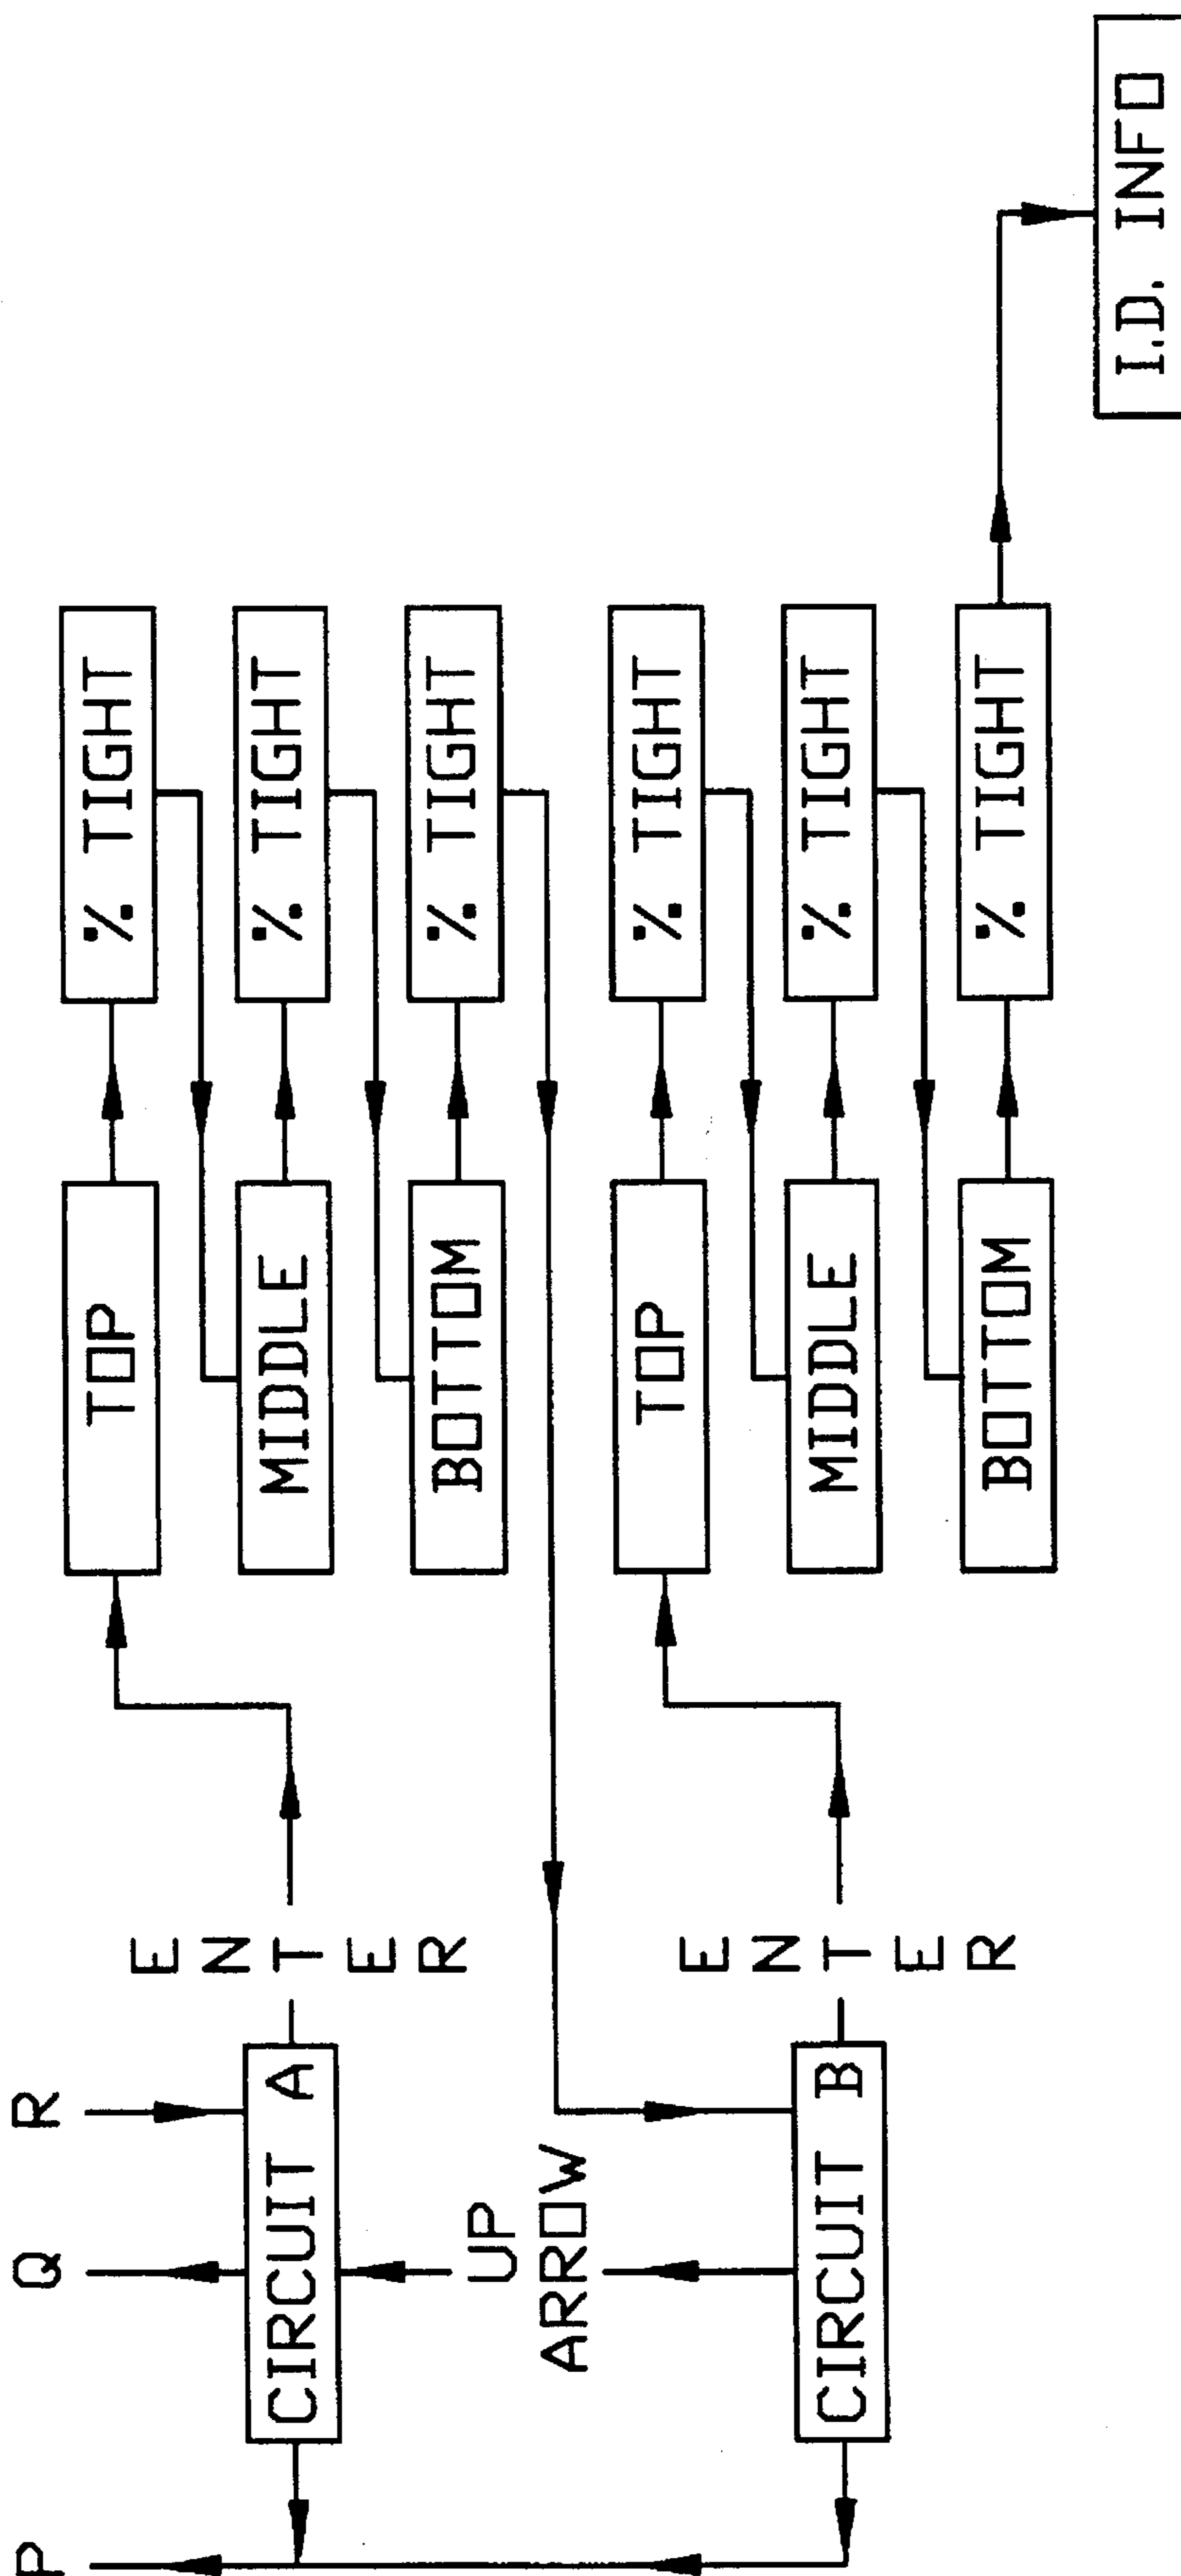 P
Q
R
CIRCUIT A
ENTER
TOP
% TIGHT
MIDDLE
% TIGHT
BOTTOM
% TIGHT
UP
ARROW
CIRCUIT B
ENTER
TOP
% TIGHT
MIDDLE
% TIGHT
BOTTOM
% TIGHT
I.D. INFO